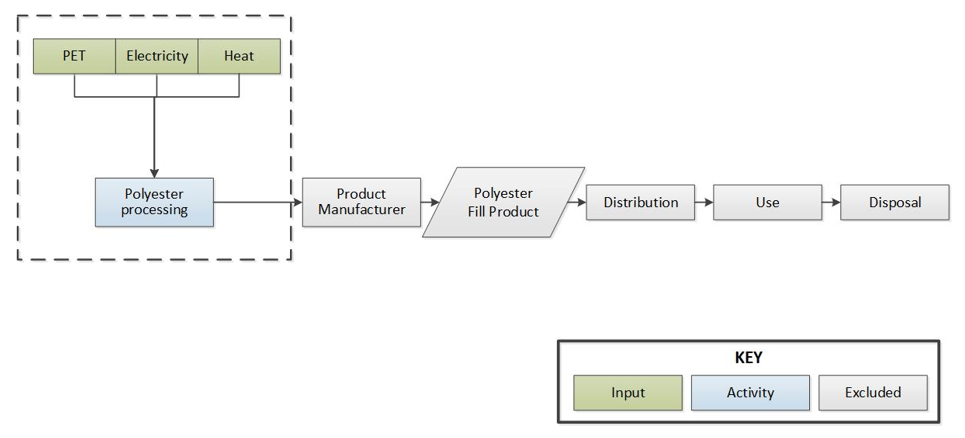 PET
Electricity
Heat
Polyester
processing
Product
Manufacturer
Polyester
Fill Product
Distribution
Use
Disposal
KEY
Input
Activity
Excluded